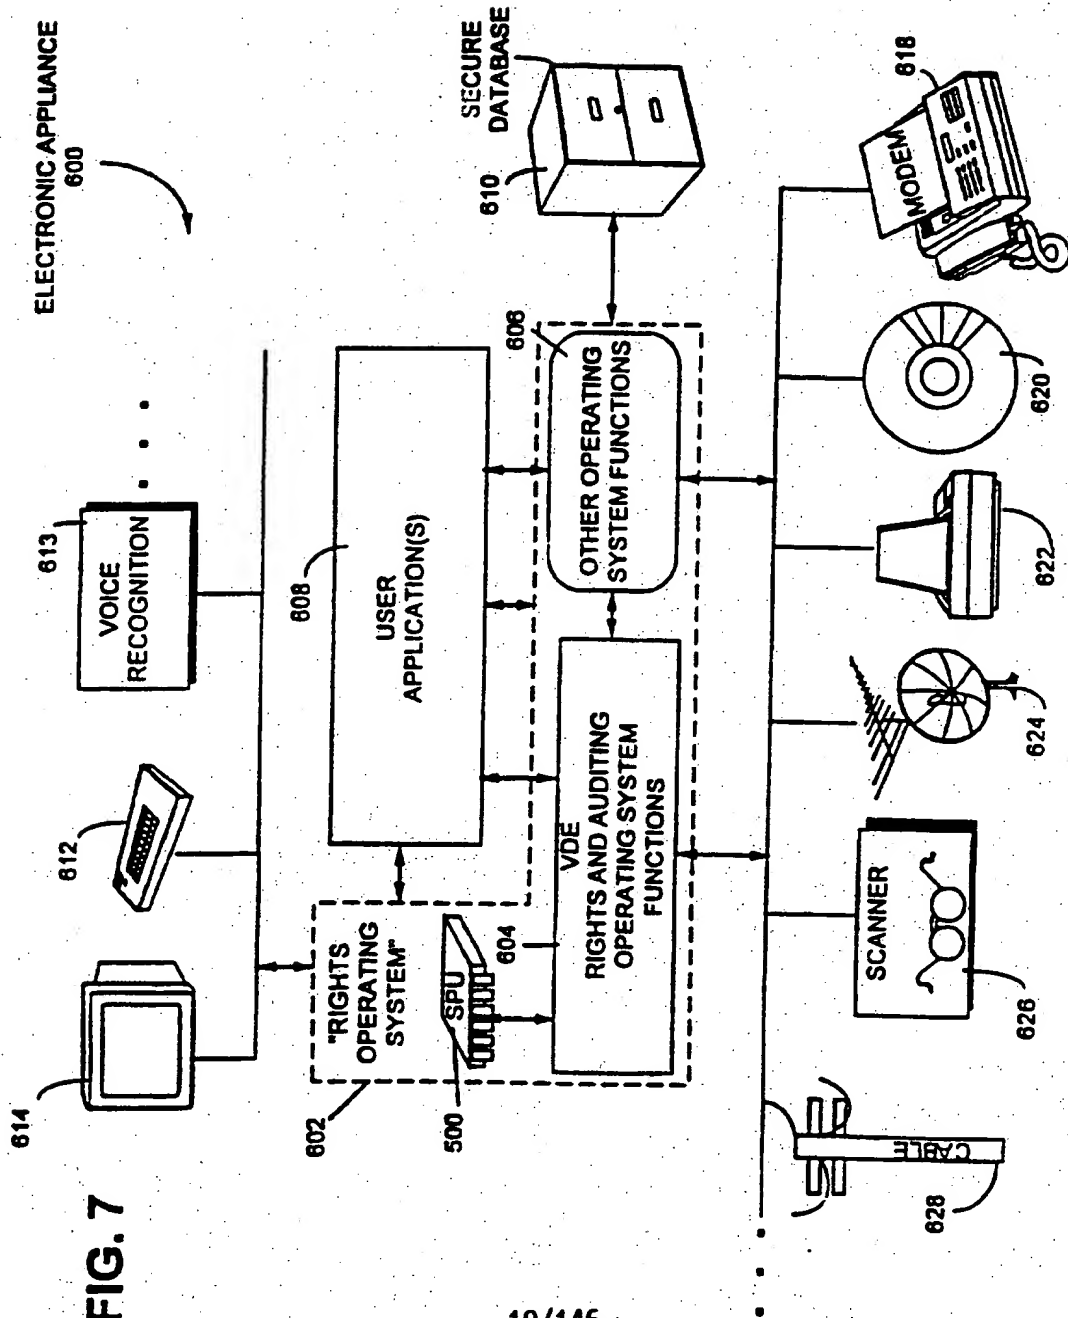 FIG. 7
ELECTRONIC APPLIANCE
600
614
612
613
VOICE
RECOGNITION
602
"RIGHTS
OPERATING
SYSTEM"
608
USER
APPLICATION(S)
SECURE
DATABASE
610
500
SPU
604
VDE
RIGHTS AND AUDITING
OPERATING SYSTEM
FUNCTIONS
606
OTHER OPERATING
SYSTEM FUNCTIONS
628
CABLE
SCANNER
626
624
622
620
MODEM
618